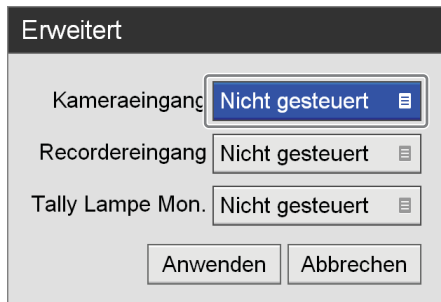 Erweitert
Kameraeingang Nicht gesteuert
Recordereingang Nicht gesteuert
Tally Lampe Mon. Nicht gesteuert
Anwenden Abbrechen